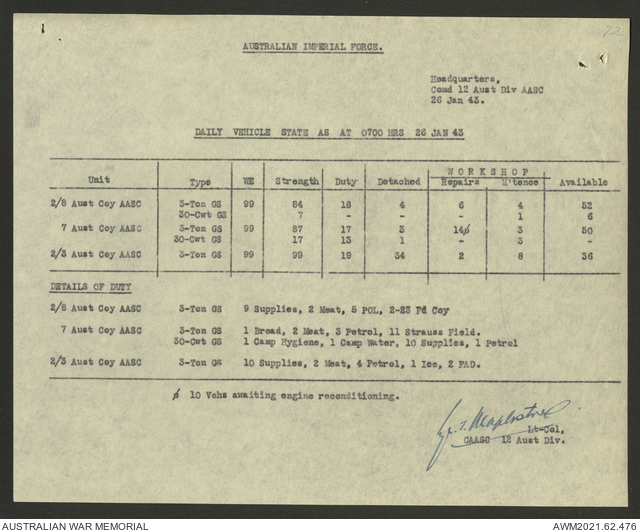 1
22
AUSTRALIAN IMPERIAL FORCE.
Headquarters,
Comd 12 Aust Div AASC
26 Jan 43.
DAILY VEHICLE STATE AS AT 0700 HRS 26 JAN 43
WORKSHOP
Unit Type WE Strength Duty Detached Repairs M'tence Available
2/8 Aust Coy AASC 3-Ton GS 99 84 18 4 6 4 52
30-Cwt GS 7 - - - 1 6
7 Aust Coy AASC 3-Ton GS 99 87 17 3 14ø 3 50
30-Cwt GS 17 13 1 - 3 -
2/3 Aust Coy AASC 3-Ton GS 99 99 19 34 2 8 36
DETAILS OF DUTY
2/8 Aust Coy AASC 3-Ton GS 9 Supplies, 2 Meat, 5 POL, 2-23 Fd Coy
7 Aust Coy AASC 3-Ton GS 1 Bread, 2 Meat, 3 Petrol, 11 Strauss Field.
30-Cwt GS 1 Camp Hygiene, 1 Camp Water, 10 Supplies, 1 Petrol
2/3 Aust Coy AASC 3-Ton GS 10 Supplies, 2 Meat, 4 Petrol, 1 Ice, 2 FAD.
ø 10 Vehs awaiting engine reconditioning.
Lt-Col,
CAASC 12 Aust Div.
AUSTRALIAN WAR MEMORIAL AWM2021.62.476